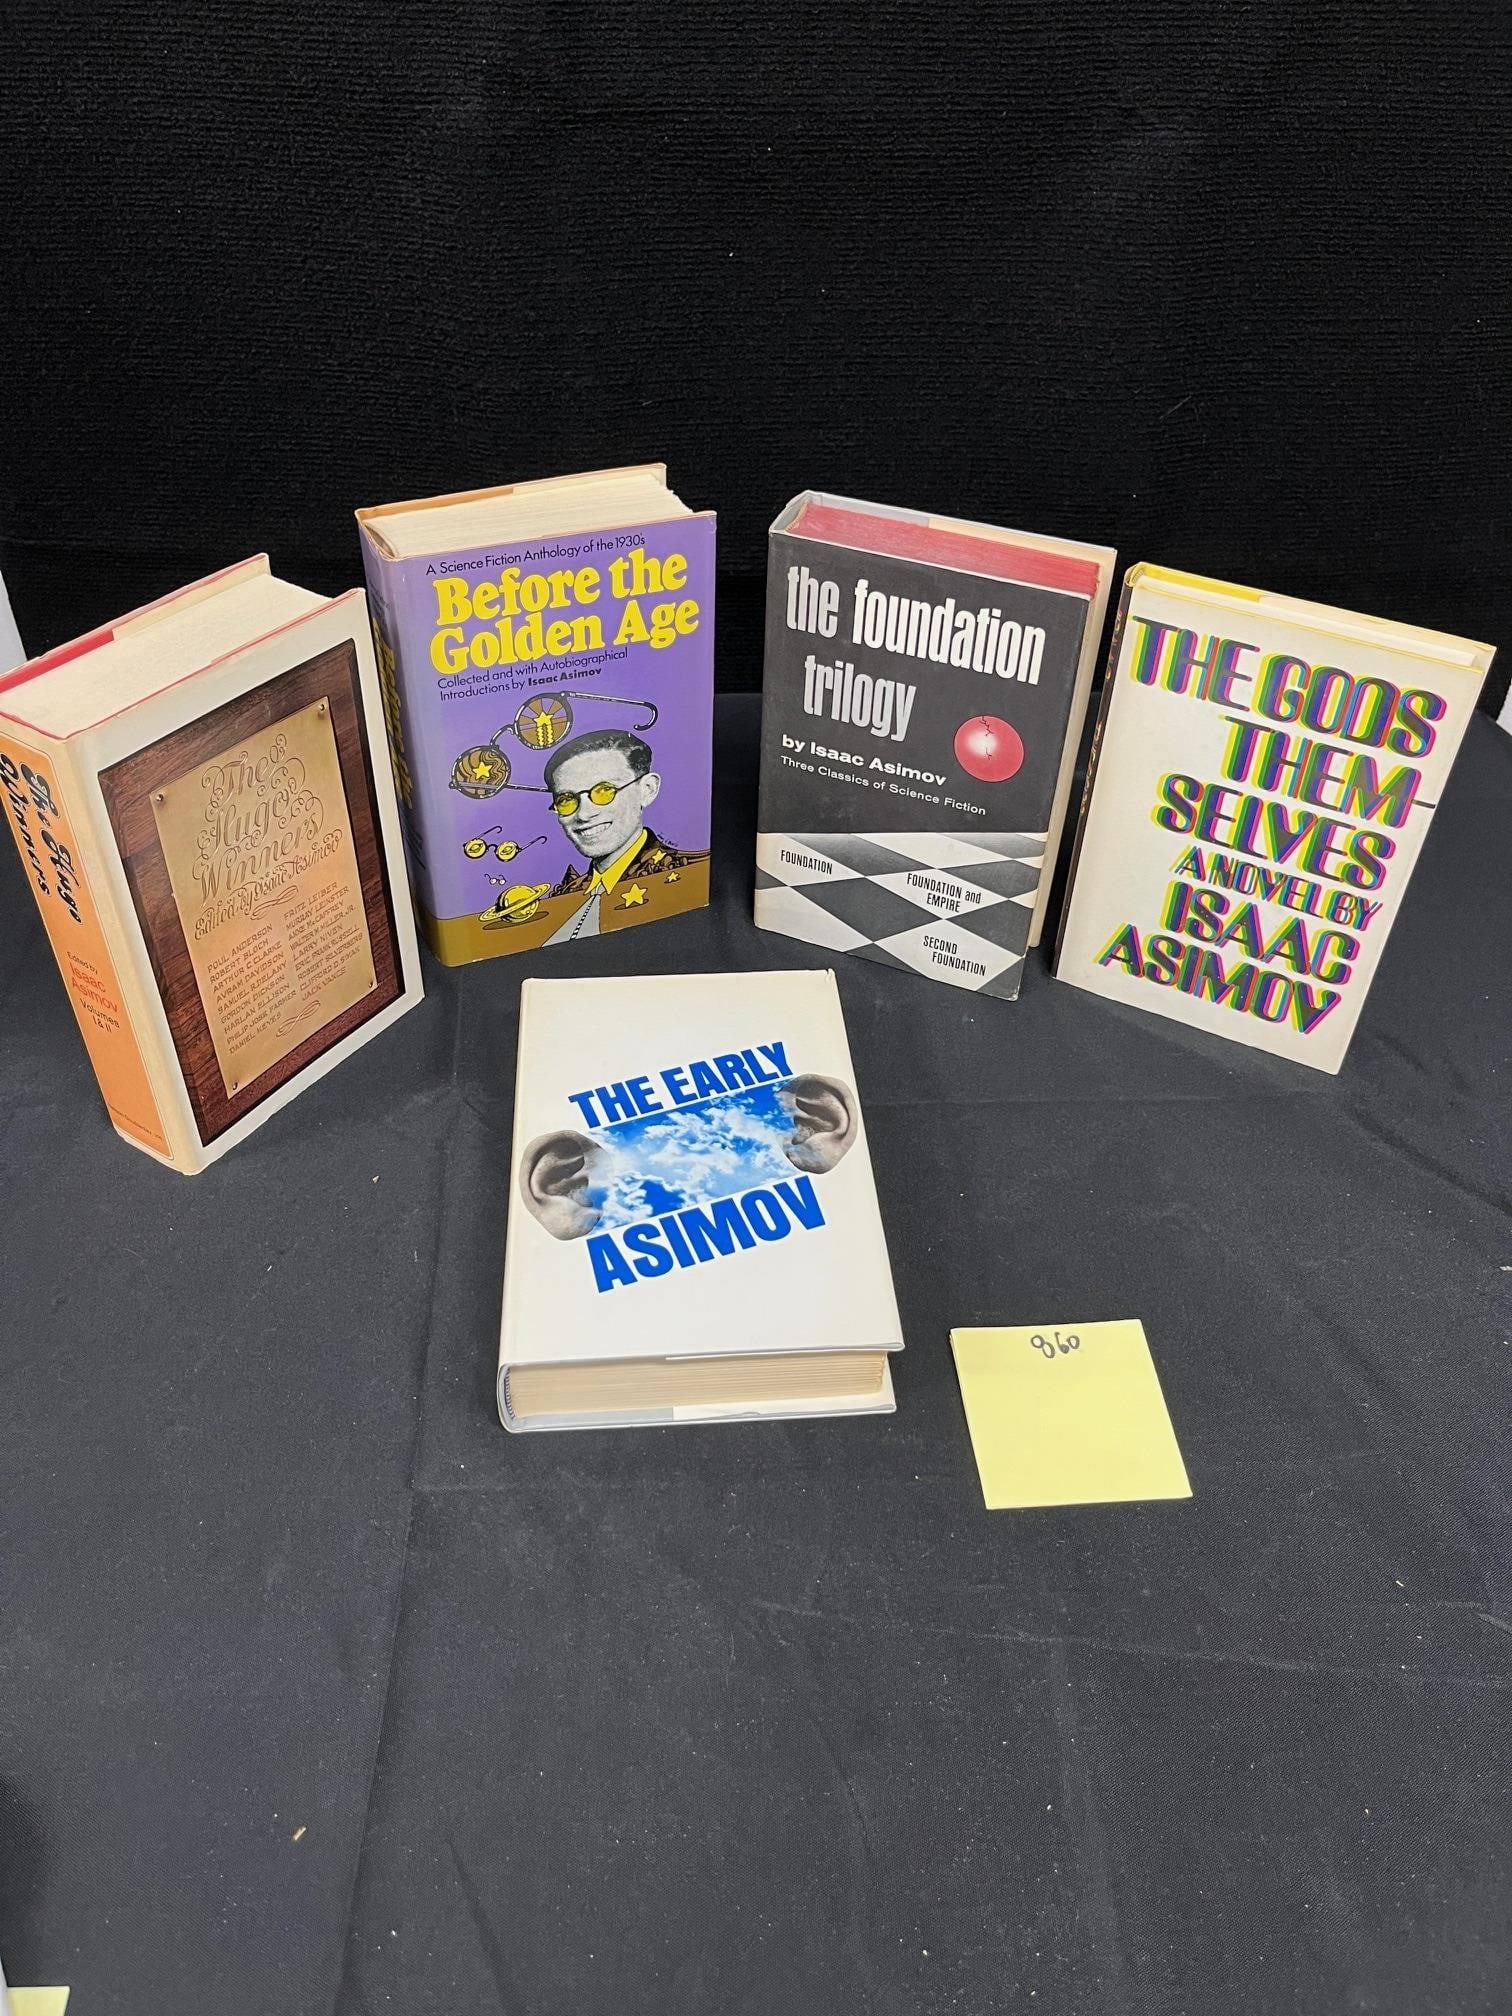 The Hugo
Winners
Edited by
Isaac
Asimov
Volumes
I & II
The
Hugo
Winners
Edited by Isaac Asimov
POUL ANDERSON
ROBERT BLOCH
ARTHUR C. CLARKE
AVRAM DAVIDSON
SAMUEL R. DELANY
GORDON DICKSON
HARLAN ELLISON
PHILIP JOSE FARMER
DANIEL KEYES
FRITZ LEIBER
MURRAY LEINSTER
ANNE McCAFFREY
WALTER M. MILLER, JR.
LARRY NIVEN
ERIC FRANK RUSSELL
ROBERT SILVERBERG
CLIFFORD D. SIMAK
JACK VANCE
A Science Fiction Anthology of the 1930s
Before the
Golden Age
Collected and with Autobiographical
Introductions by Isaac Asimov
the foundation
trilogy
by Isaac Asimov
Three Classics of Science Fiction
FOUNDATION
FOUNDATION and
EMPIRE
SECOND
FOUNDATION
THE GODS
THEM-
SELVES
A NOVEL BY
ISAAC
ASIMOV
THE EARLY
ASIMOV
860